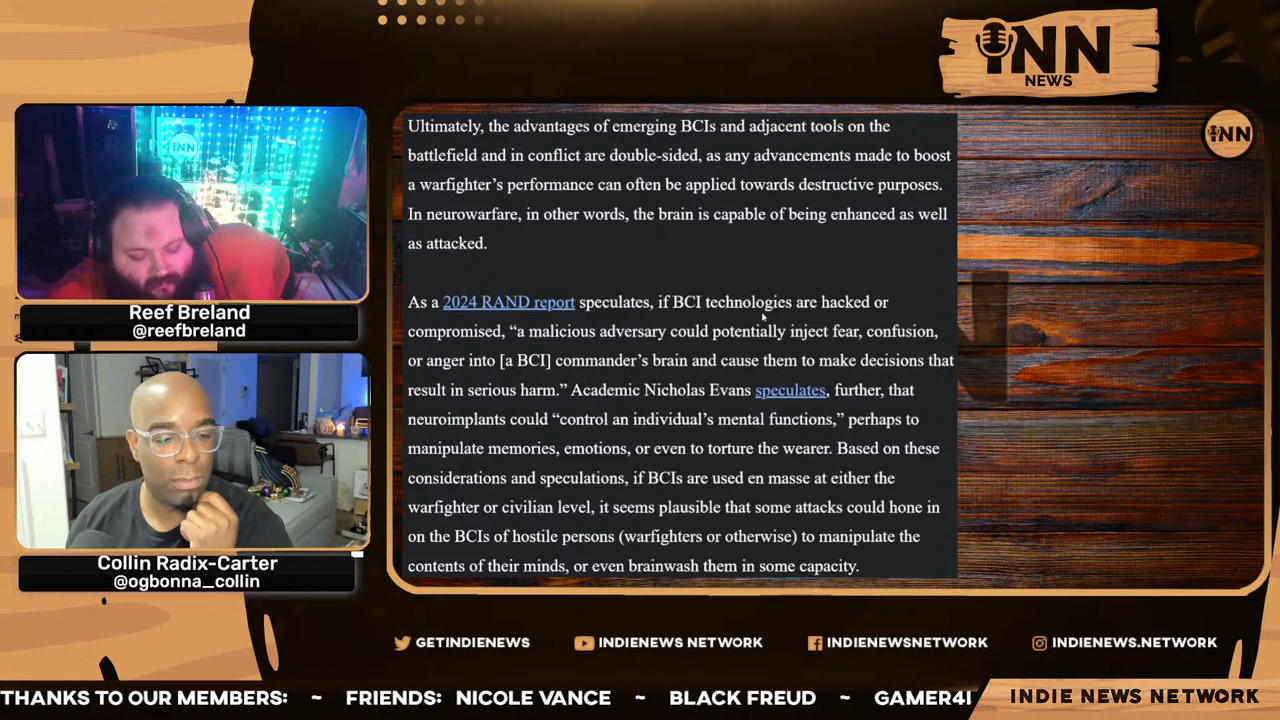 INN
NEWS
INN
Ultimately, the advantages of emerging BCIs and adjacent tools on the
battlefield and in conflict are double-sided, as any advancements made to boost
a warfighter’s performance can often be applied towards destructive purposes.
In neurowarfare, in other words, the brain is capable of being enhanced as well
as attacked.
As a 2024 RAND report speculates, if BCI technologies are hacked or
compromised, “a malicious adversary could potentially inject fear, confusion,
or anger into [a BCI] commander’s brain and cause them to make decisions that
result in serious harm.” Academic Nicholas Evans speculates, further, that
neuroimplants could “control an individual’s mental functions,” perhaps to
manipulate memories, emotions, or even to torture the wearer. Based on these
considerations and speculations, if BCIs are used en masse at either the
warfighter or civilian level, it seems plausible that some attacks could hone in
on the BCIs of hostile persons (warfighters or otherwise) to manipulate the
contents of their minds, or even brainwash them in some capacity.
Reef Breland
@reefbreland
Collin Radix-Carter
@ogbonna_collin
GETINDIENEWS
INDIENEWS NETWORK
INDIENEWSNETWORK
INDIENEWS.NETWORK
THANKS TO OUR MEMBERS: ~ FRIENDS: NICOLE VANCE ~ BLACK FREUD ~ GAMER4
INDIE NEWS NETWORK